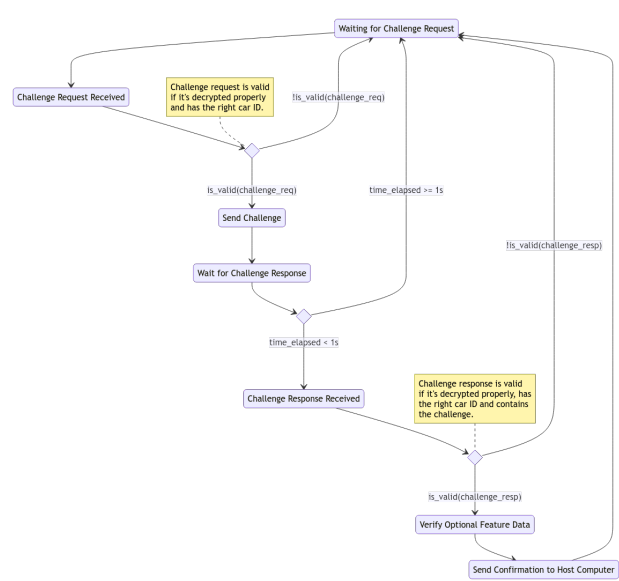 Waiting for Challenge Request
Challenge Request Received
Challenge request is valid
if it's decrypted properly
and has the right car ID.
!is_valid(challenge_req)
is_valid(challenge_req)
time_elapsed >= 1s
Send Challenge
!is_valid(challenge_resp)
Wait for Challenge Response
time_elapsed < 1s
Challenge response is valid
if it's decrypted properly, has
the right car ID and contains
the challenge.
Challenge Response Received
is_valid(challenge_resp)
Verify Optional Feature Data
Send Confirmation to Host Computer